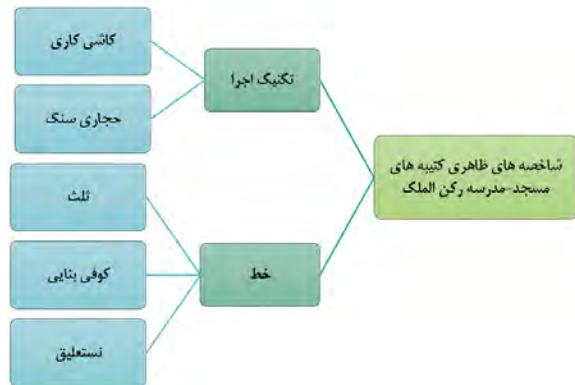 شاخصه های ظاهری کتیبه های
مسجد-مدرسه رکن الملک
تکنیک اجرا
کاشی کاری
حجاری سنگ
خط
ثلث
کوفی بنایی
نستعلیق